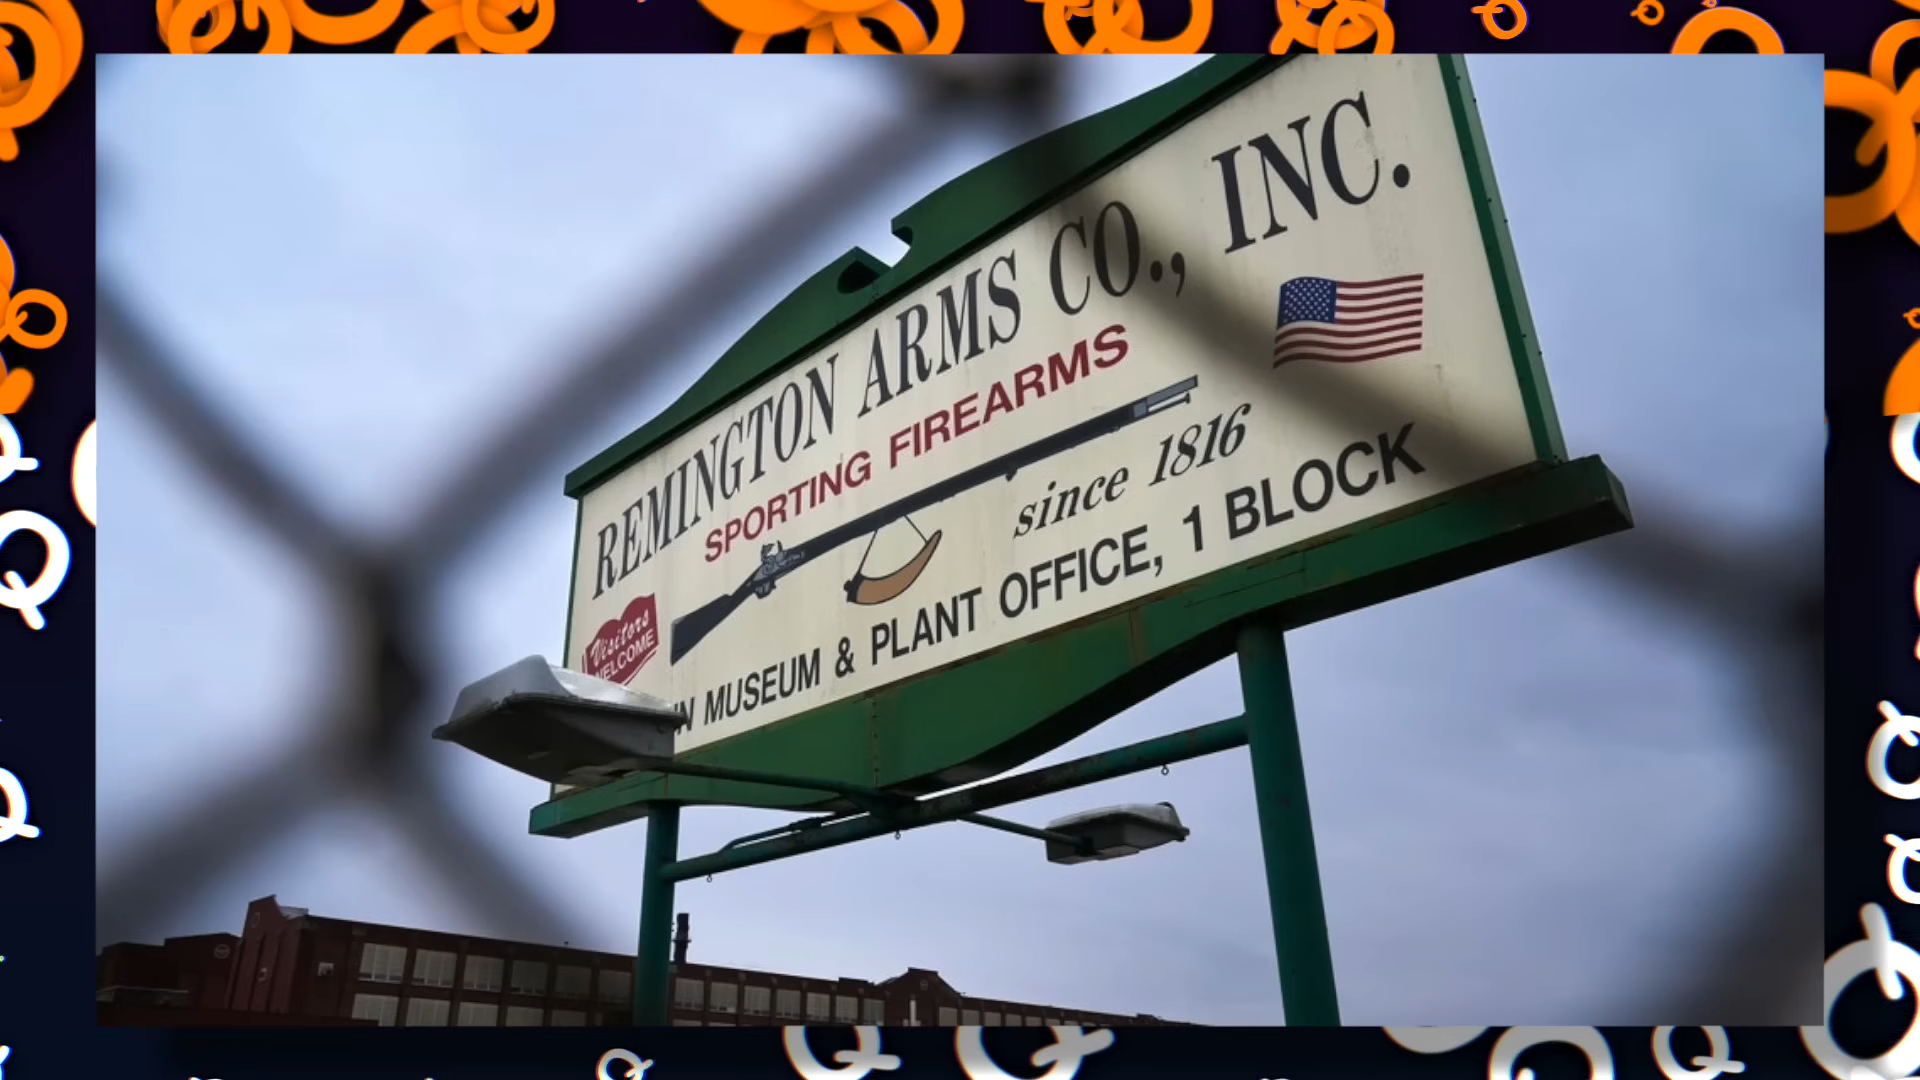 REMINGTON ARMS CO., INC.
SPORTING FIREARMS
since 1816
Visitors
WELCOME
MUSEUM & PLANT OFFICE, 1 BLOCK